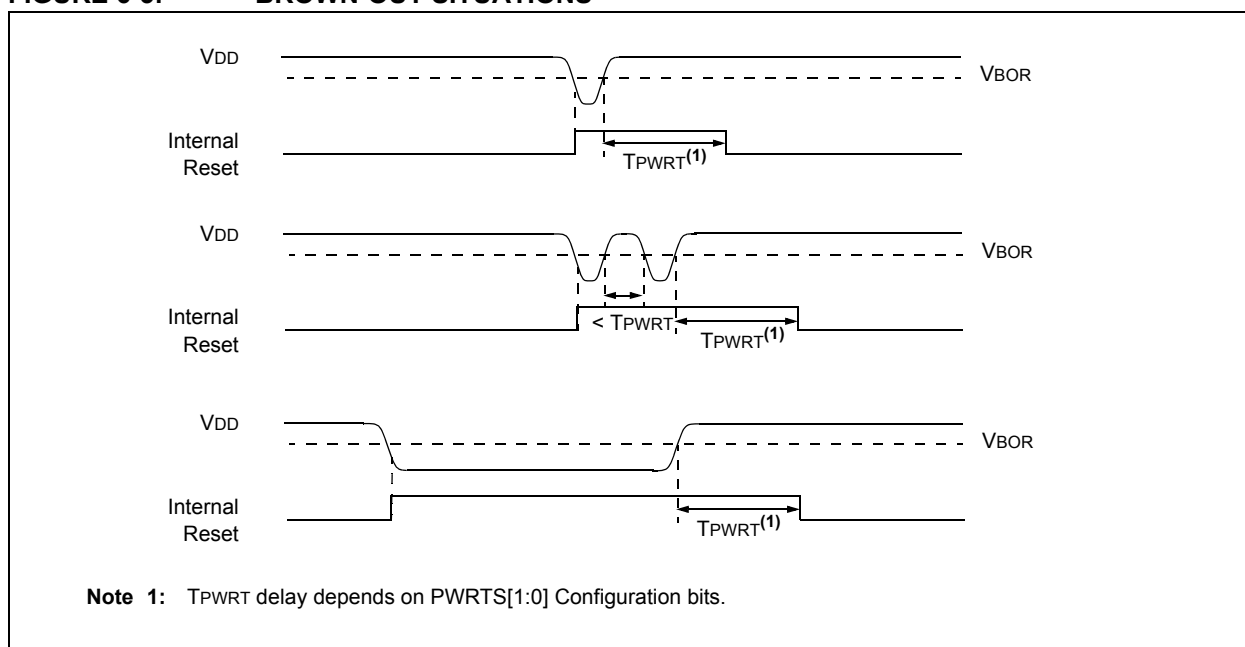 VDD
VBOR
Internal
Reset
TPWRT(1)
VDD
VBOR
Internal
Reset
< TPWRT
TPWRT(1)
VDD
VBOR
Internal
Reset
TPWRT(1)
Note 1: TPWRT delay depends on PWRTS[1:0] Configuration bits.